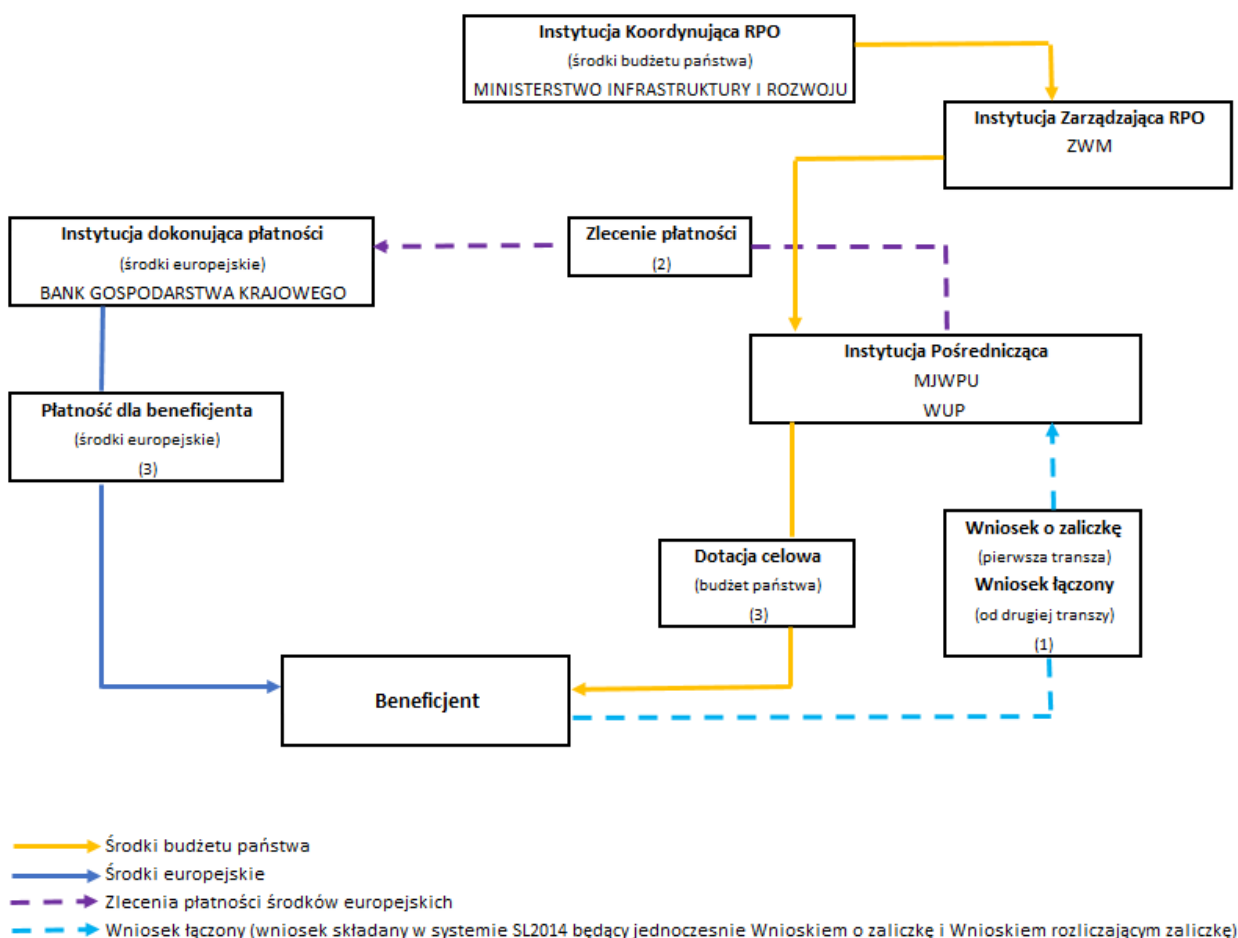 Instytucja Koordynująca RPO
(środki budżetu państwa)
MINISTERSTWO INFRASTRUKTURY I ROZWOJU
Instytucja Zarządzająca RPO
ZWM
Instytucja dokonująca płatności
(środki europejskie)
BANK GOSPODARSTWA KRAJOWEGO
Zlecenie płatności
(2)
Instytucja Pośrednicząca
MJWPU
WUP
Płatność dla beneficjenta
(środki europejskie)
(3)
Dotacja celowa
(budżet państwa)
(3)
Wniosek o zaliczkę
(pierwsza transza)
Wniosek łączony
(od drugiej transzy)
(1)
Beneficjent
Środki budżetu państwa
Środki europejskie
Zlecenia płatności środków europejskich
Wniosek łączony (wniosek składany w systemie SL2014 będący jednoczesnie Wnioskiem o zaliczkę i Wnioskiem rozliczającym zaliczkę)